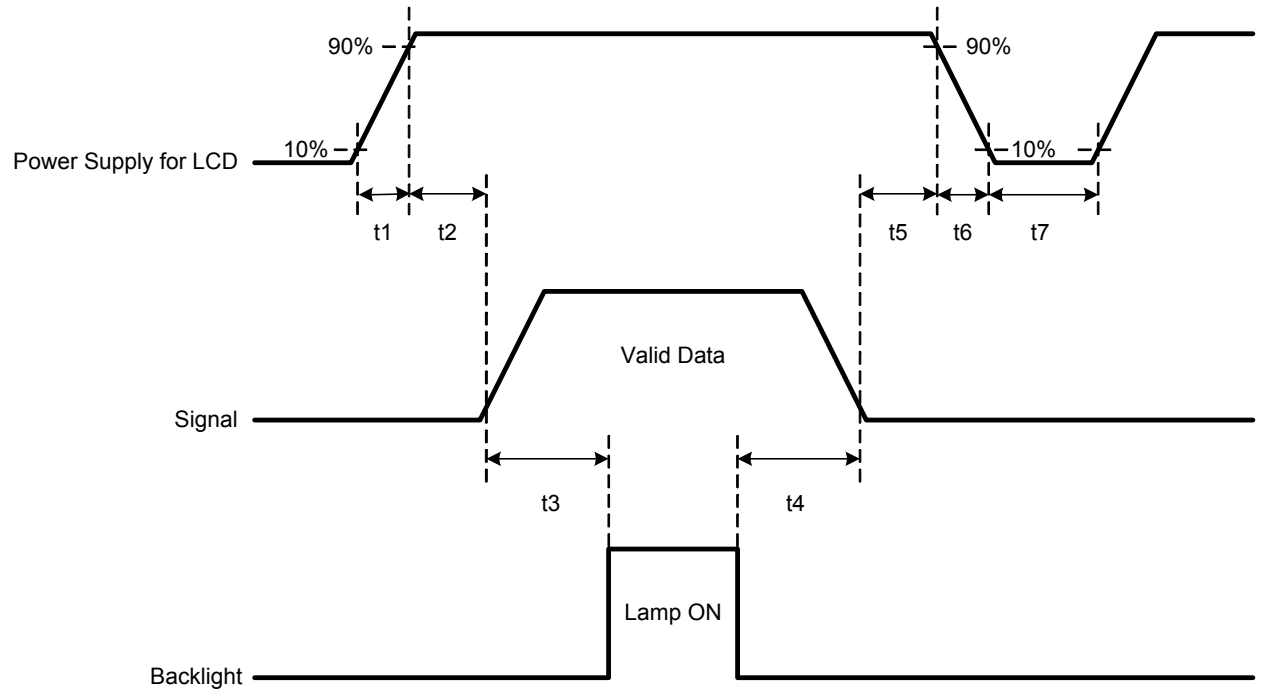 90%
90%
Power Supply for LCD
10%
10%
t1
t2
t5
t6
t7
Valid Data
Signal
t3
t4
Lamp ON
Backlight